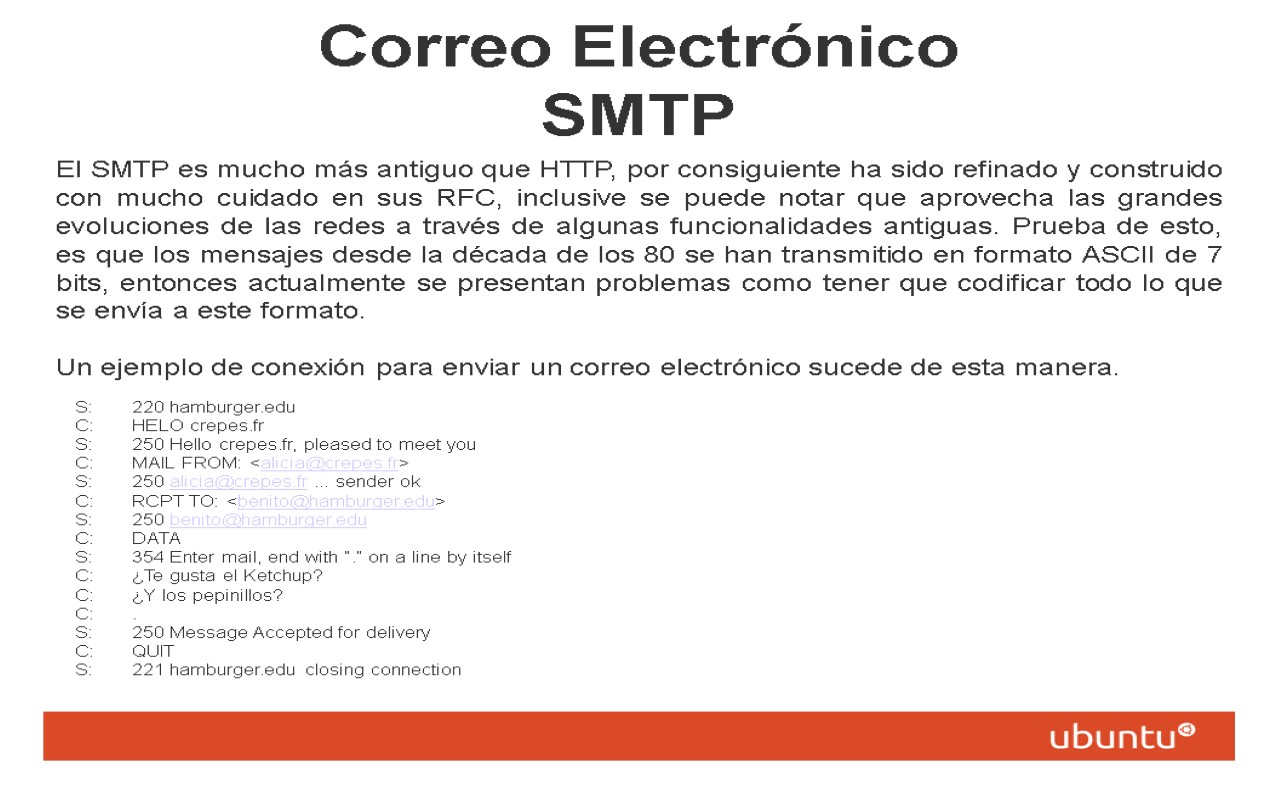 Correo Electrónico
SMTP
El SMTP es mucho más antiguo que HTTP, por consiguiente ha sido refinado y construido
con mucho cuidado en sus RFC, inclusive se puede notar que aprovecha las grandes
evoluciones de las redes a través de algunas funcionalidades antiguas. Prueba de esto,
es que los mensajes desde la década de los 80 se han transmitido en formato ASCII de 7
bits, entonces actualmente se presentan problemas como tener que codificar todo lo que
se envía a este formato.
Un ejemplo de conexión para enviar un correo electrónico sucede de esta manera.
S: 220 hamburger.edu
C: HELO crepes.fr
S: 250 Hello crepes.fr, pleased to meet you
C: MAIL FROM: <alicia@crepes.fr>
S: 250 alicia@crepes.fr ... sender ok
C: RCPT TO: <benito@hamburger.edu>
S: 250 benito@hamburger.edu
C: DATA
S: 354 Enter mail, end with "." on a line by itself
C: ¿Te gusta el Ketchup?
C: ¿Y los pepinillos?
C: .
S: 250 Message Accepted for delivery
C: QUIT
S: 221 hamburger.edu closing connection
ubuntu